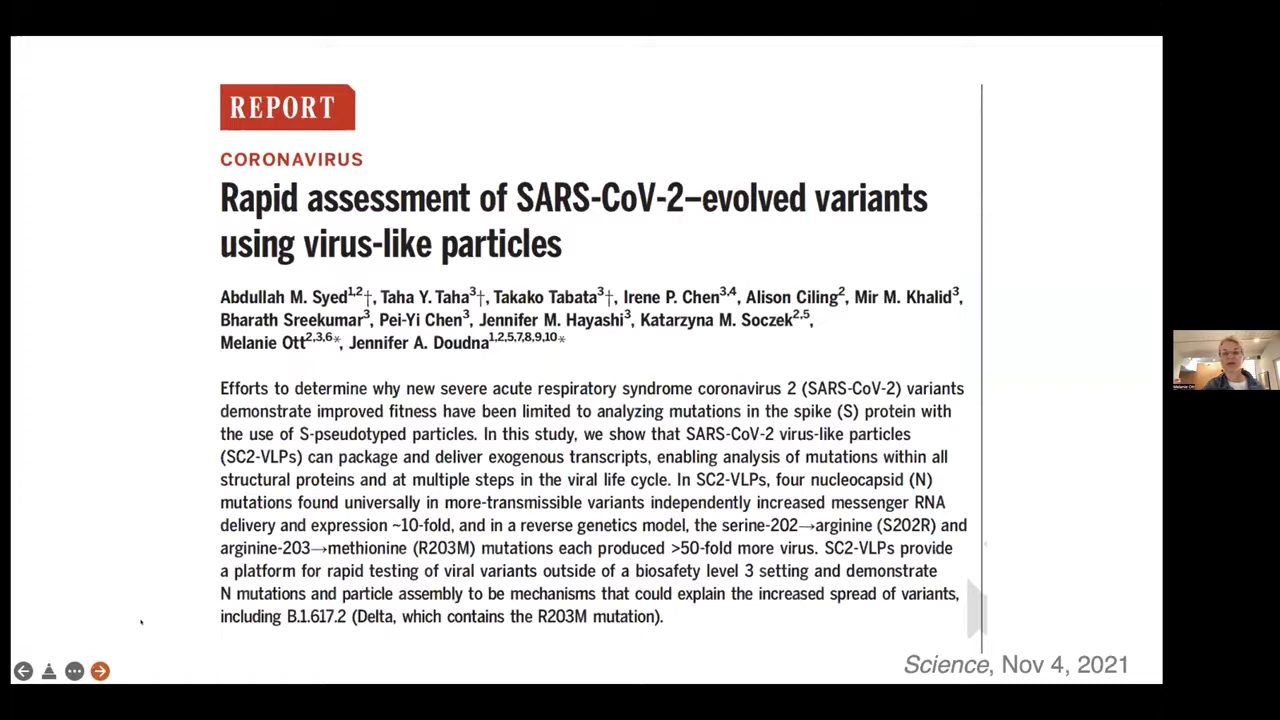 REPORT
CORONAVIRUS
Rapid assessment of SARS-CoV-2–evolved variants
using virus-like particles
Abdullah M. Syed1,2†, Taha Y. Taha3†, Takako Tabata3†, Irene P. Chen3,4, Alison Ciling2, Mir M. Khalid3,
Bharath Sreekumar3, Pei-Yi Chen3, Jennifer M. Hayashi3, Katarzyna M. Soczek2,5,
Melanie Ott2,3,6*, Jennifer A. Doudna1,2,5,7,8,9,10*
Efforts to determine why new severe acute respiratory syndrome coronavirus 2 (SARS-CoV-2) variants
demonstrate improved fitness have been limited to analyzing mutations in the spike (S) protein with
the use of S-pseudotyped particles. In this study, we show that SARS-CoV-2 virus-like particles
(SC2-VLPs) can package and deliver exogenous transcripts, enabling analysis of mutations within all
structural proteins and at multiple steps in the viral life cycle. In SC2-VLPs, four nucleocapsid (N)
mutations found universally in more-transmissible variants independently increased messenger RNA
delivery and expression ~10-fold, and in a reverse genetics model, the serine-202→arginine (S202R) and
arginine-203→methionine (R203M) mutations each produced >50-fold more virus. SC2-VLPs provide
a platform for rapid testing of viral variants outside of a biosafety level 3 setting and demonstrate
N mutations and particle assembly to be mechanisms that could explain the increased spread of variants,
including B.1.617.2 (Delta, which contains the R203M mutation).
Science, Nov 4, 2021
Melanie Ott